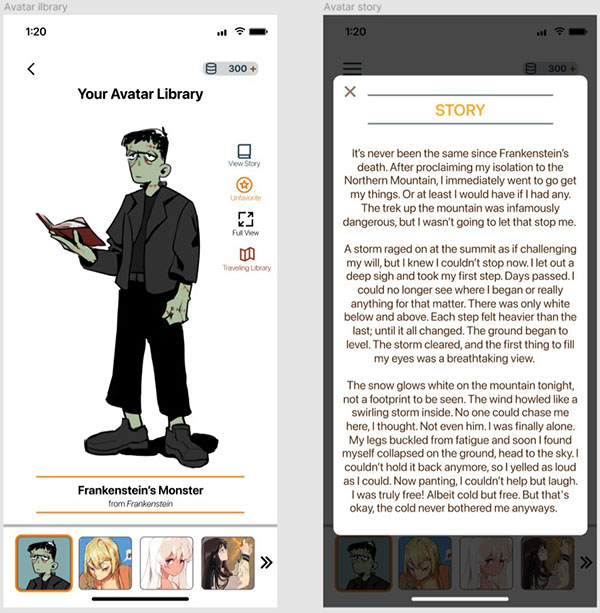 Avatar ilbrary
1:20
300 +
Your Avatar Library
View Story
Unfavorite
Full View
Traveling Library
Frankenstein's Monster
from Frankenstein
Avatar story
1:20
300 +
STORY
It's never been the same since Frankenstein's
death. After proclaiming my isolation to the
Northern Mountain, I immediately went to go get
my things. Or at least I would have if I had any.
The trek up the mountain was infamously
dangerous, but I wasn't going to let that stop me.
A storm raged on at the summit as if challenging
my will, but I knew I couldn't stop now. I let out a
deep sigh and took my first step. Days passed. I
could no longer see where I began or really
anything for that matter. There was only white
below and above. Each step felt heavier than the
last; until it all changed. The ground began to
level. The storm cleared, and the first thing to fill
my eyes was a breathtaking view.
The snow glows white on the mountain tonight,
not a footprint to be seen. The wind howled like a
swirling storm inside. No one could chase me
here, I thought. Not even him. I was finally alone.
My legs buckled from fatigue and soon I found
myself collapsed on the ground, head to the sky. I
couldn't hold it back anymore, so I yelled as loud
as I could. Now panting, I couldn't help but laugh.
I was truly free! Albeit cold but free. But that's
okay, the cold never bothered me anyways.